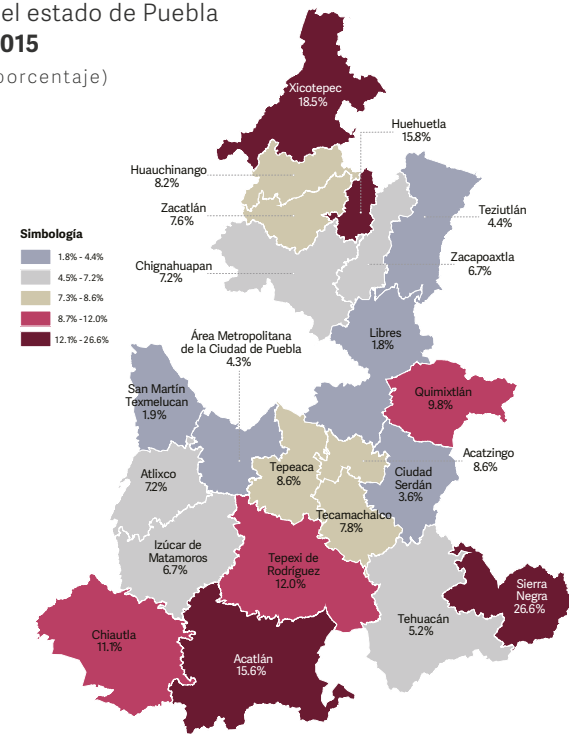 el estado de Puebla
015
porcentaje)
Xicotepec
18.5%
Huehuetla
15.8%
Huauchinango
8.2%
Zacatlán
7.6%
Teziutlán
4.4%
Simbología
1.8% - 4.4%
4.5% - 7.2%
7.3% - 8.6%
8.7% -12.0%
12.1% -26.6%
Chignahuapan
7.2%
Zacapoaxtla
6.7%
Libres
1.8%
Área Metropolitana
de la Ciudad de Puebla
4.3%
San Martín
Texmelucan
1.9%
Quimixtlán
9.8%
Acatzingo
8.6%
Atlixco
7.2%
Tepeaca
8.6%
Ciudad
Serdán
3.6%
Tecamachalco
7.8%
Izúcar de
Matamoros
6.7%
Tepexi de
Rodríguez
12.0%
Sierra
Negra
26.6%
Tehuacán
5.2%
Chiautla
11.1%
Acatlán
15.6%